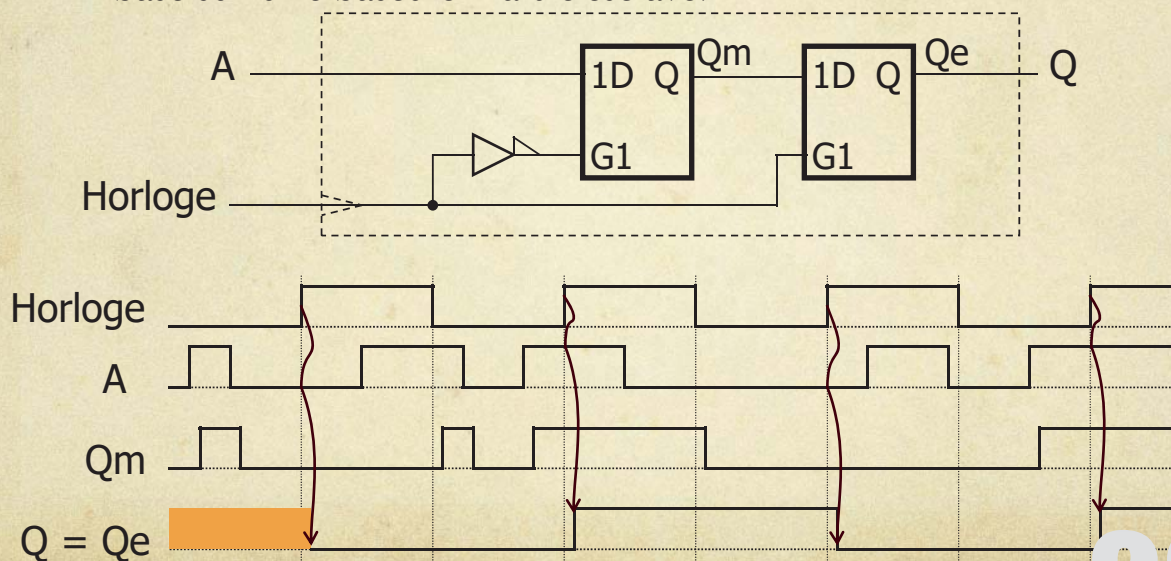 A 1D Q Qm 1D Q Qe Q
G1 G1
Horloge
Horloge
A
Qm
Q = Qe